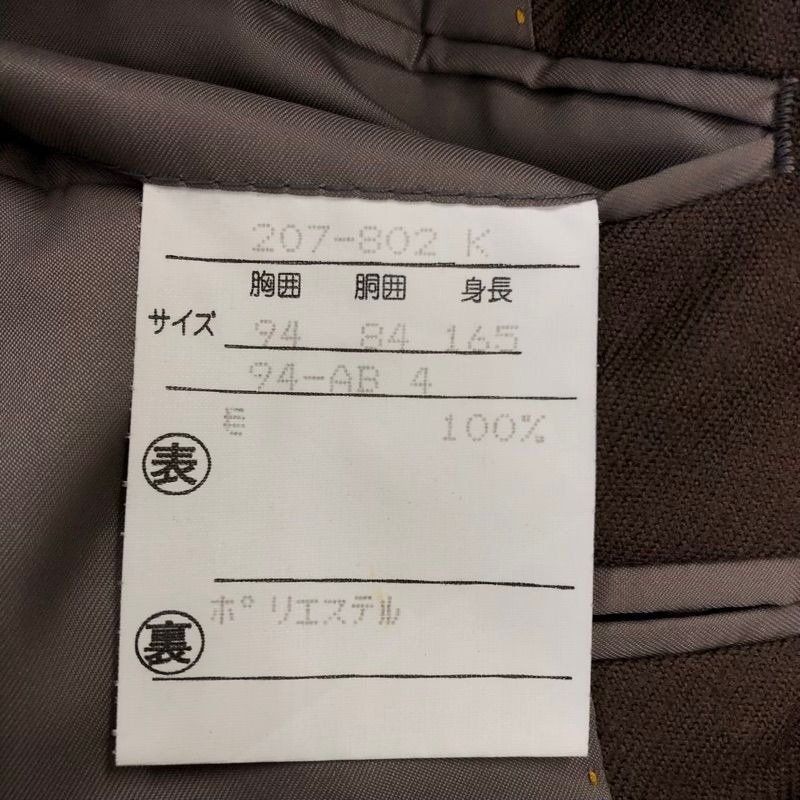 207-802 K
胸囲 胴囲 身長
サイズ 94 84 165
94-AB 4
毛 100%
表
ポリエステル
裏